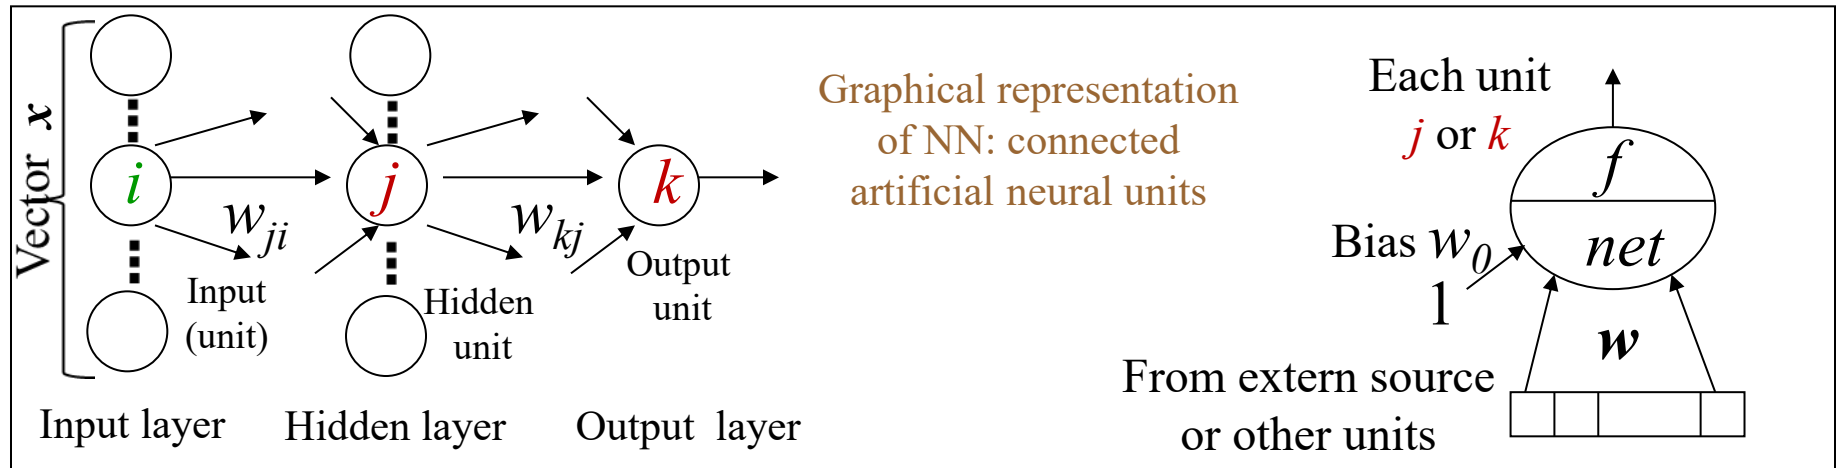 Vector x
i
w_ji
Input
(unit)
Input layer
j
w_kj
Hidden
unit
Hidden layer
k
Output
unit
Output layer
Graphical representation
of NN: connected
artificial neural units
Each unit
j or k
f
net
Bias w_0
1
w
From extern source
or other units